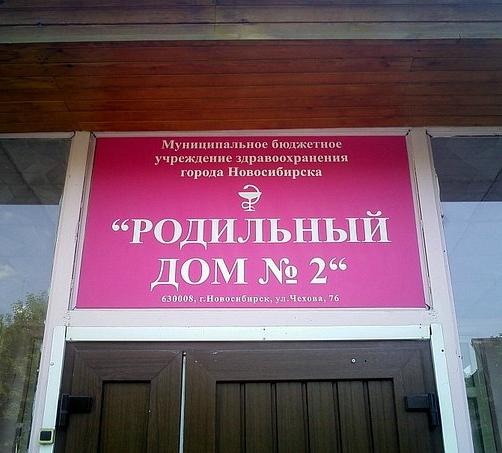 Муниципальное бюджетное
учреждение здравоохранения
города Новосибирска
“РОДИЛЬНЫЙ
ДОМ № 2“
630008, г.Новосибирск, ул.Чехова, 76